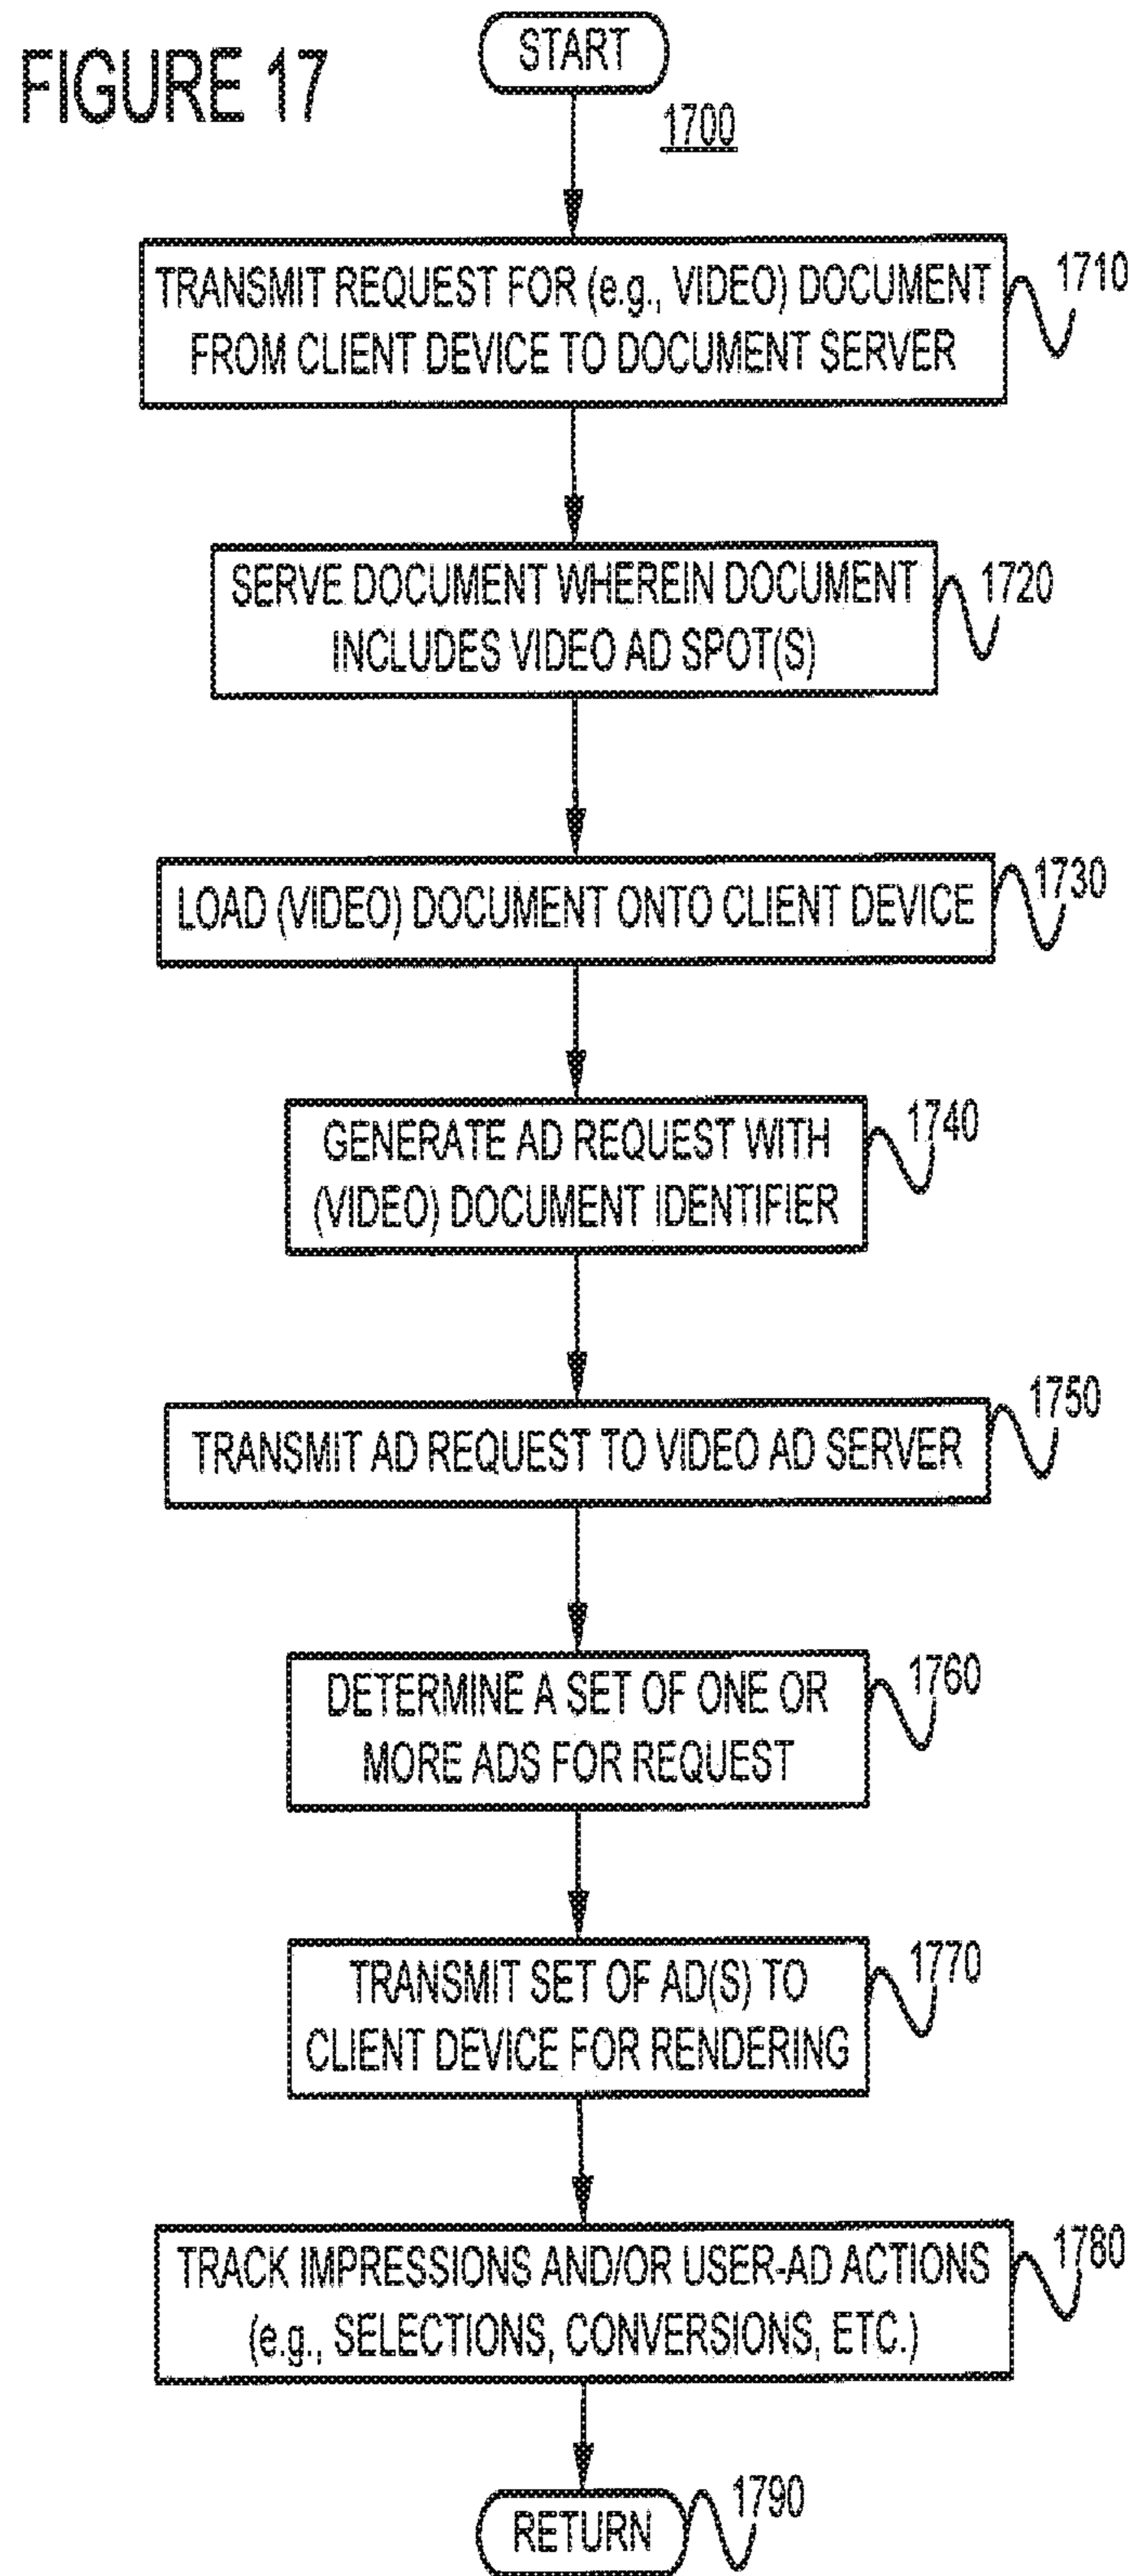 FIGURE 17
START
1700
TRANSMIT REQUEST FOR (e.g., VIDEO) DOCUMENT
FROM CLIENT DEVICE TO DOCUMENT SERVER
1710
SERVE DOCUMENT WHEREIN DOCUMENT
INCLUDES VIDEO AD SPOT(S)
1720
LOAD (VIDEO) DOCUMENT ONTO CLIENT DEVICE
1730
GENERATE AD REQUEST WITH
(VIDEO) DOCUMENT IDENTIFIER
1740
TRANSMIT AD REQUEST TO VIDEO AD SERVER
1750
DETERMINE A SET OF ONE OR
MORE ADS FOR REQUEST
1760
TRANSMIT SET OF AD(S) TO
CLIENT DEVICE FOR RENDERING
1770
TRACK IMPRESSIONS AND/OR USER-AD ACTIONS
(e.g., SELECTIONS, CONVERSIONS, ETC.)
1780
RETURN
1790